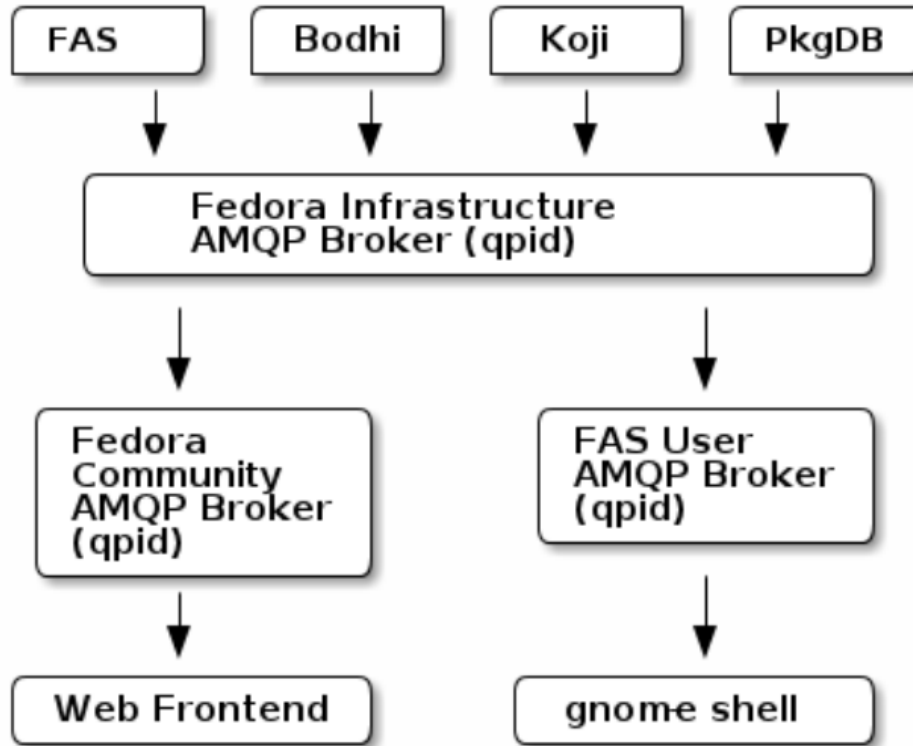 FAS
Bodhi
Koji
PkgDB
Fedora Infrastructure
AMQP Broker (qpid)
Fedora
Community
AMQP Broker
(qpid)
FAS User
AMQP Broker
(qpid)
Web Frontend
gnome shell